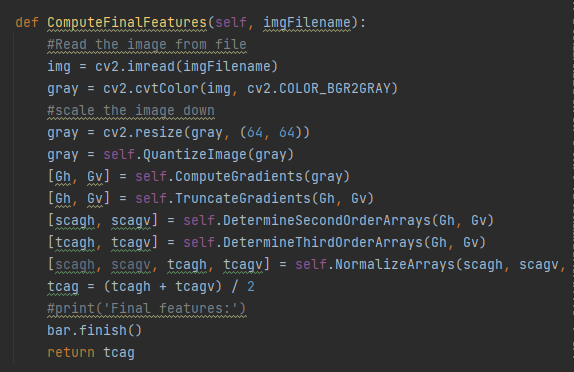 def ComputeFinalFeatures(self, imgFilename):
    #Read the image from file
    img = cv2.imread(imgFilename)
    gray = cv2.cvtColor(img, cv2.COLOR_BGR2GRAY)
    #scale the image down
    gray = cv2.resize(gray, (64, 64))
    gray = self.QuantizeImage(gray)
    [Gh, Gv] = self.ComputeGradients(gray)
    [Gh, Gv] = self.TruncateGradients(Gh, Gv)
    [scagh, scagv] = self.DetermineSecondOrderArrays(Gh, Gv)
    [tcagh, tcagv] = self.DetermineThirdOrderArrays(Gh, Gv)
    [scagh, scagv, tcagh, tcagv] = self.NormalizeArrays(scagh, scagv,
    tcag = (tcagh + tcagv) / 2
    #print('Final features:')
    bar.finish()
    return tcag